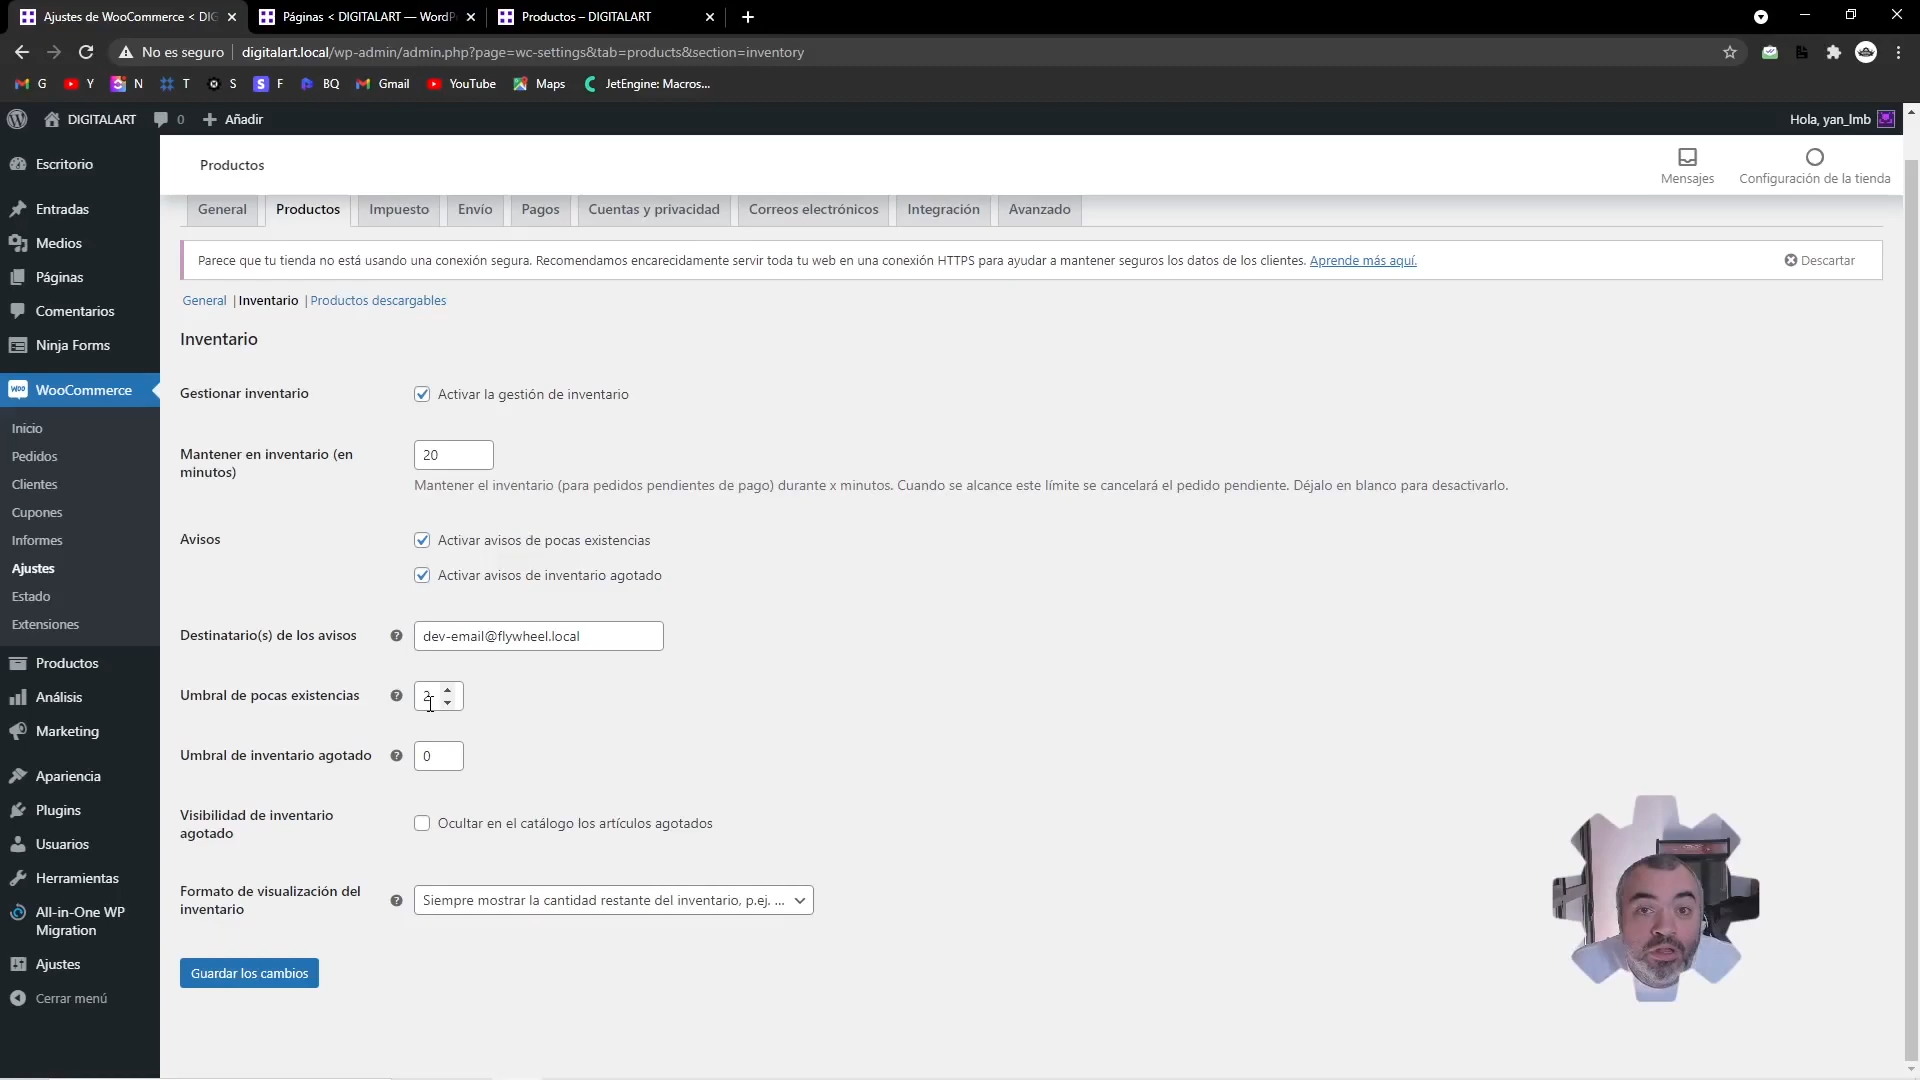 Ajustes de WooCommerce < DIG
Páginas < DIGITALART — WordP
Productos – DIGITALART
No es seguro
digitalart.local/wp-admin/admin.php?page=wc-settings&tab=products&section=inventory
G
Y
N
T
S
F
BQ
Gmail
YouTube
Maps
JetEngine: Macros...
DIGITALART
0
Añadir
Hola, yan_lmb
Escritorio
Entradas
Medios
Páginas
Comentarios
Ninja Forms
WooCommerce
Inicio
Pedidos
Clientes
Cupones
Informes
Ajustes
Estado
Extensiones
Productos
Análisis
Marketing
Apariencia
Plugins
Usuarios
Herramientas
All-in-One WP
Migration
Ajustes
Cerrar menú
Productos
Mensajes
Configuración de la tienda
General
Productos
Impuesto
Envío
Pagos
Cuentas y privacidad
Correos electrónicos
Integración
Avanzado
Parece que tu tienda no está usando una conexión segura. Recomendamos encarecidamente servir toda tu web en una conexión HTTPS para ayudar a mantener seguros los datos de los clientes. Aprende más aquí.
Descartar
General | Inventario | Productos descargables
Inventario
Gestionar inventario
Activar la gestión de inventario
Mantener en inventario (en
minutos)
20
Mantener el inventario (para pedidos pendientes de pago) durante x minutos. Cuando se alcance este límite se cancelará el pedido pendiente. Déjalo en blanco para desactivarlo.
Avisos
Activar avisos de pocas existencias
Activar avisos de inventario agotado
Destinatario(s) de los avisos
dev-email@flywheel.local
Umbral de pocas existencias
2
Umbral de inventario agotado
0
Visibilidad de inventario
agotado
Ocultar en el catálogo los artículos agotados
Formato de visualización del
inventario
Siempre mostrar la cantidad restante del inventario, p.ej. ...
Guardar los cambios